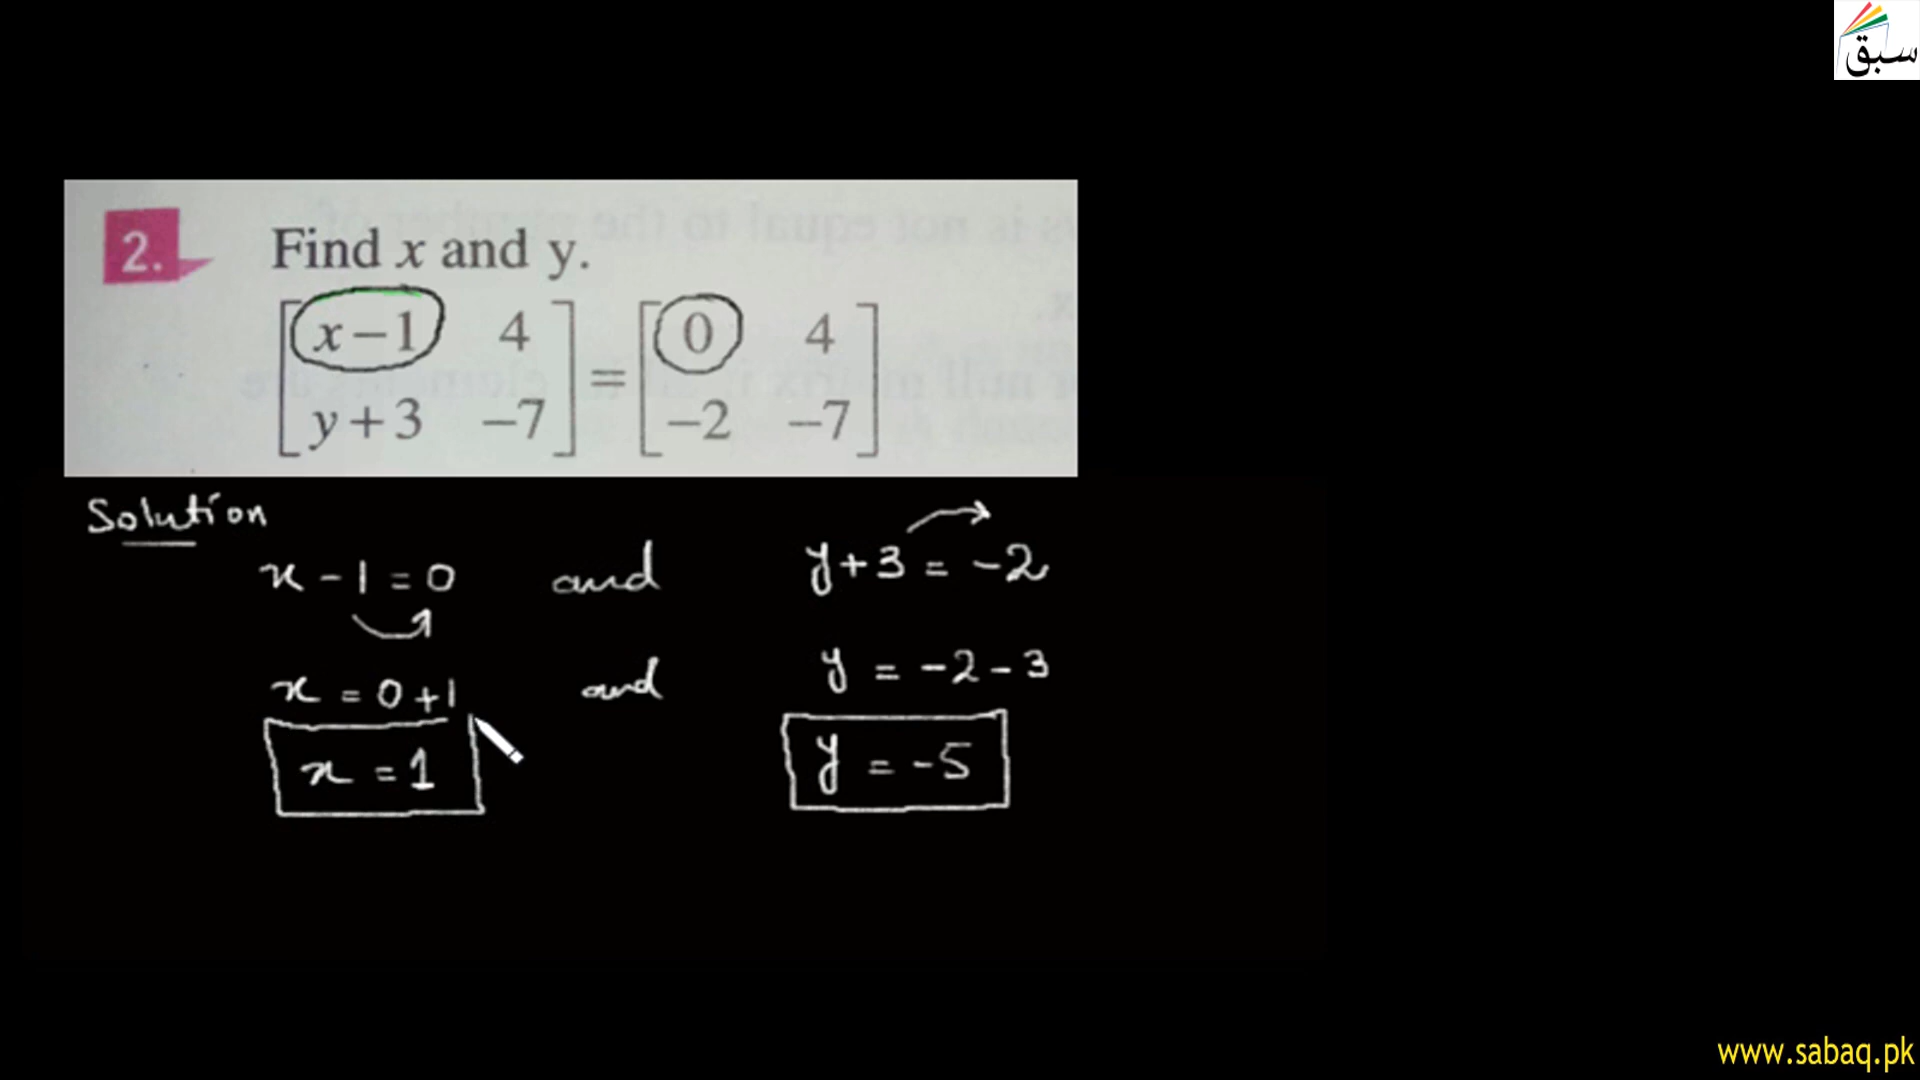 سبق
2. Find x and y.
[x−1 4] [0 4]
=
[y+3 −7] [−2 −7]
Solution
x - 1 = 0 and y + 3 = -2
x = 0 + 1 and y = -2 - 3
x = 1 y = -5
www.sabaq.pk